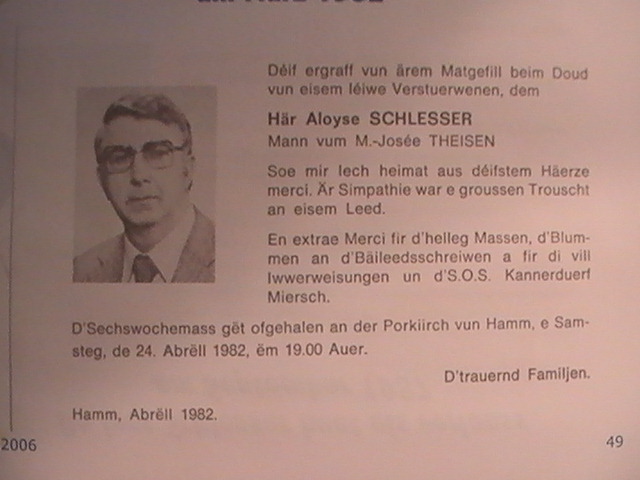 Déif ergraff vun ärem Matgefill beim Doud
vun eisem léiwe Verstuerwenen, dem
Här Aloyse SCHLESSER
Mann vum M.-Josée THEISEN
Soe mir Iech heimat aus déifstem Häerze
merci. Är Simpathie war e groussen Trouscht
an eisem Leed.
En extrae Merci fir d'helleg Massen, d'Blum-
men an d'Bäileedsschreiwen a fir di vill
Iwwerweisungen un d'S.O.S. Kannerduerf
Miersch.
D'Sechswochemass gët ofgehalen an der Porkiirch vun Hamm, e Sam-
steg, de 24. Abrëll 1982, ëm 19.00 Auer.
D'trauernd Familjen.
Hamm, Abrëll 1982.
2006
49